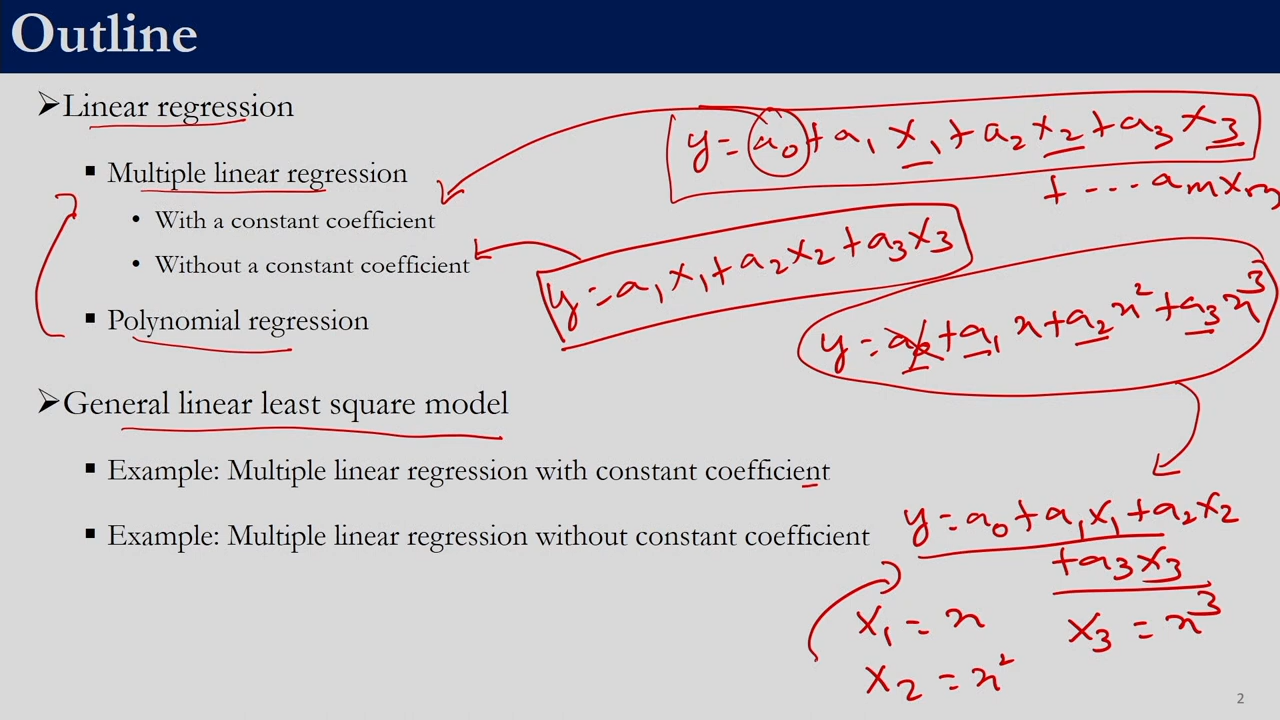 Outline
➢Linear regression
y = a0 + a1 x1 + a2 x2 + a3 x3
+ --- am xm
▪ Multiple linear regression
• With a constant coefficient
• Without a constant coefficient
y = a1 x1 + a2 x2 + a3 x3
▪ Polynomial regression
y = a0 + a1 x + a2 x² + a3 x³
➢General linear least square model
▪ Example: Multiple linear regression with constant coefficient
▪ Example: Multiple linear regression without constant coefficient
y = a0 + a1 x1 + a2 x2
+ a3 x3
x1 = x
x3 = x³
x2 = x²
2